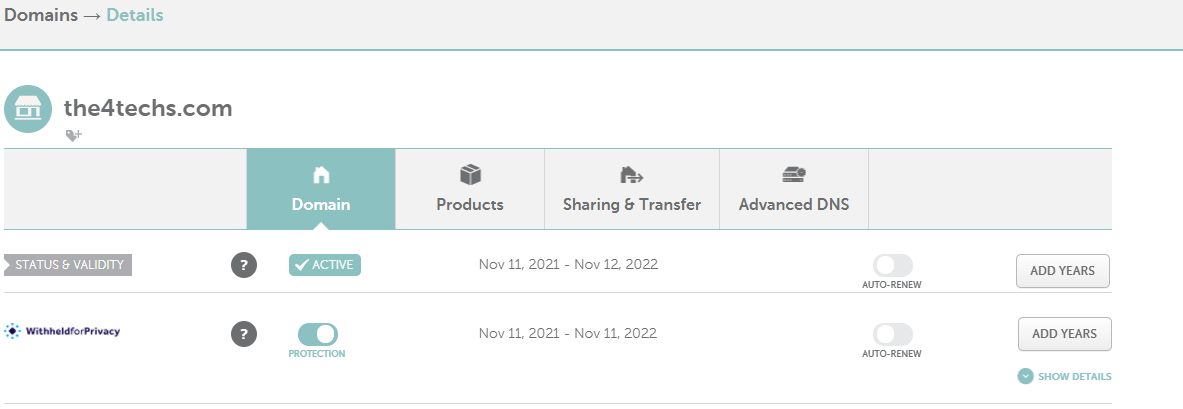 Domains → Details
the4techs.com
Domain
Products
Sharing & Transfer
Advanced DNS
STATUS & VALIDITY
?
ACTIVE
Nov 11, 2021 - Nov 12, 2022
AUTO-RENEW
ADD YEARS
WithheldforPrivacy
?
PROTECTION
Nov 11, 2021 - Nov 11, 2022
AUTO-RENEW
ADD YEARS
SHOW DETAILS